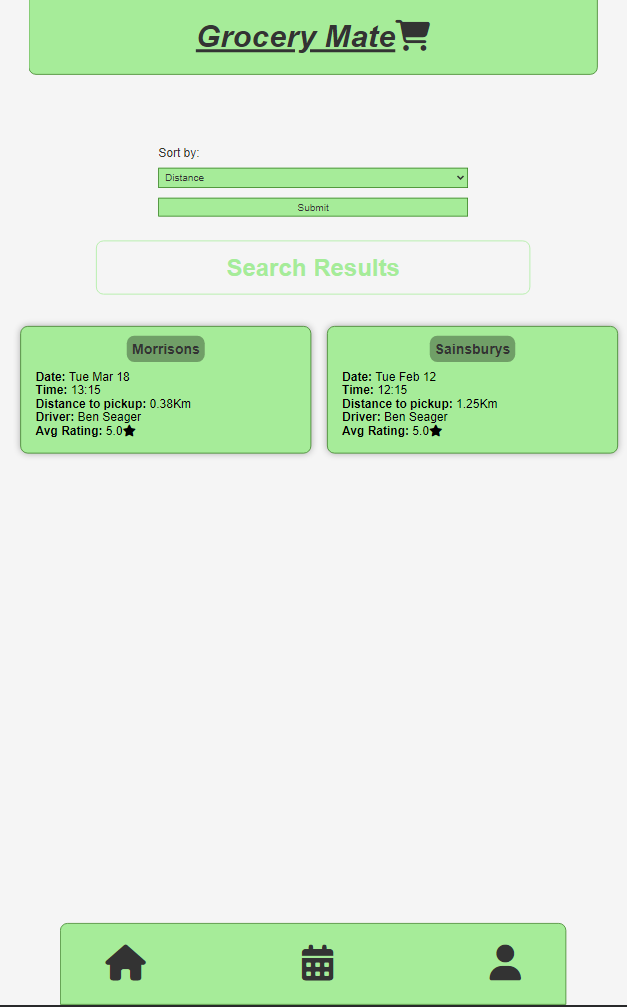 Grocery Mate
Sort by:
Distance
Submit
Search Results
Morrisons
Date: Tue Mar 18
Time: 13:15
Distance to pickup: 0.38Km
Driver: Ben Seager
Avg Rating: 5.0
Sainsburys
Date: Tue Feb 12
Time: 12:15
Distance to pickup: 1.25Km
Driver: Ben Seager
Avg Rating: 5.0